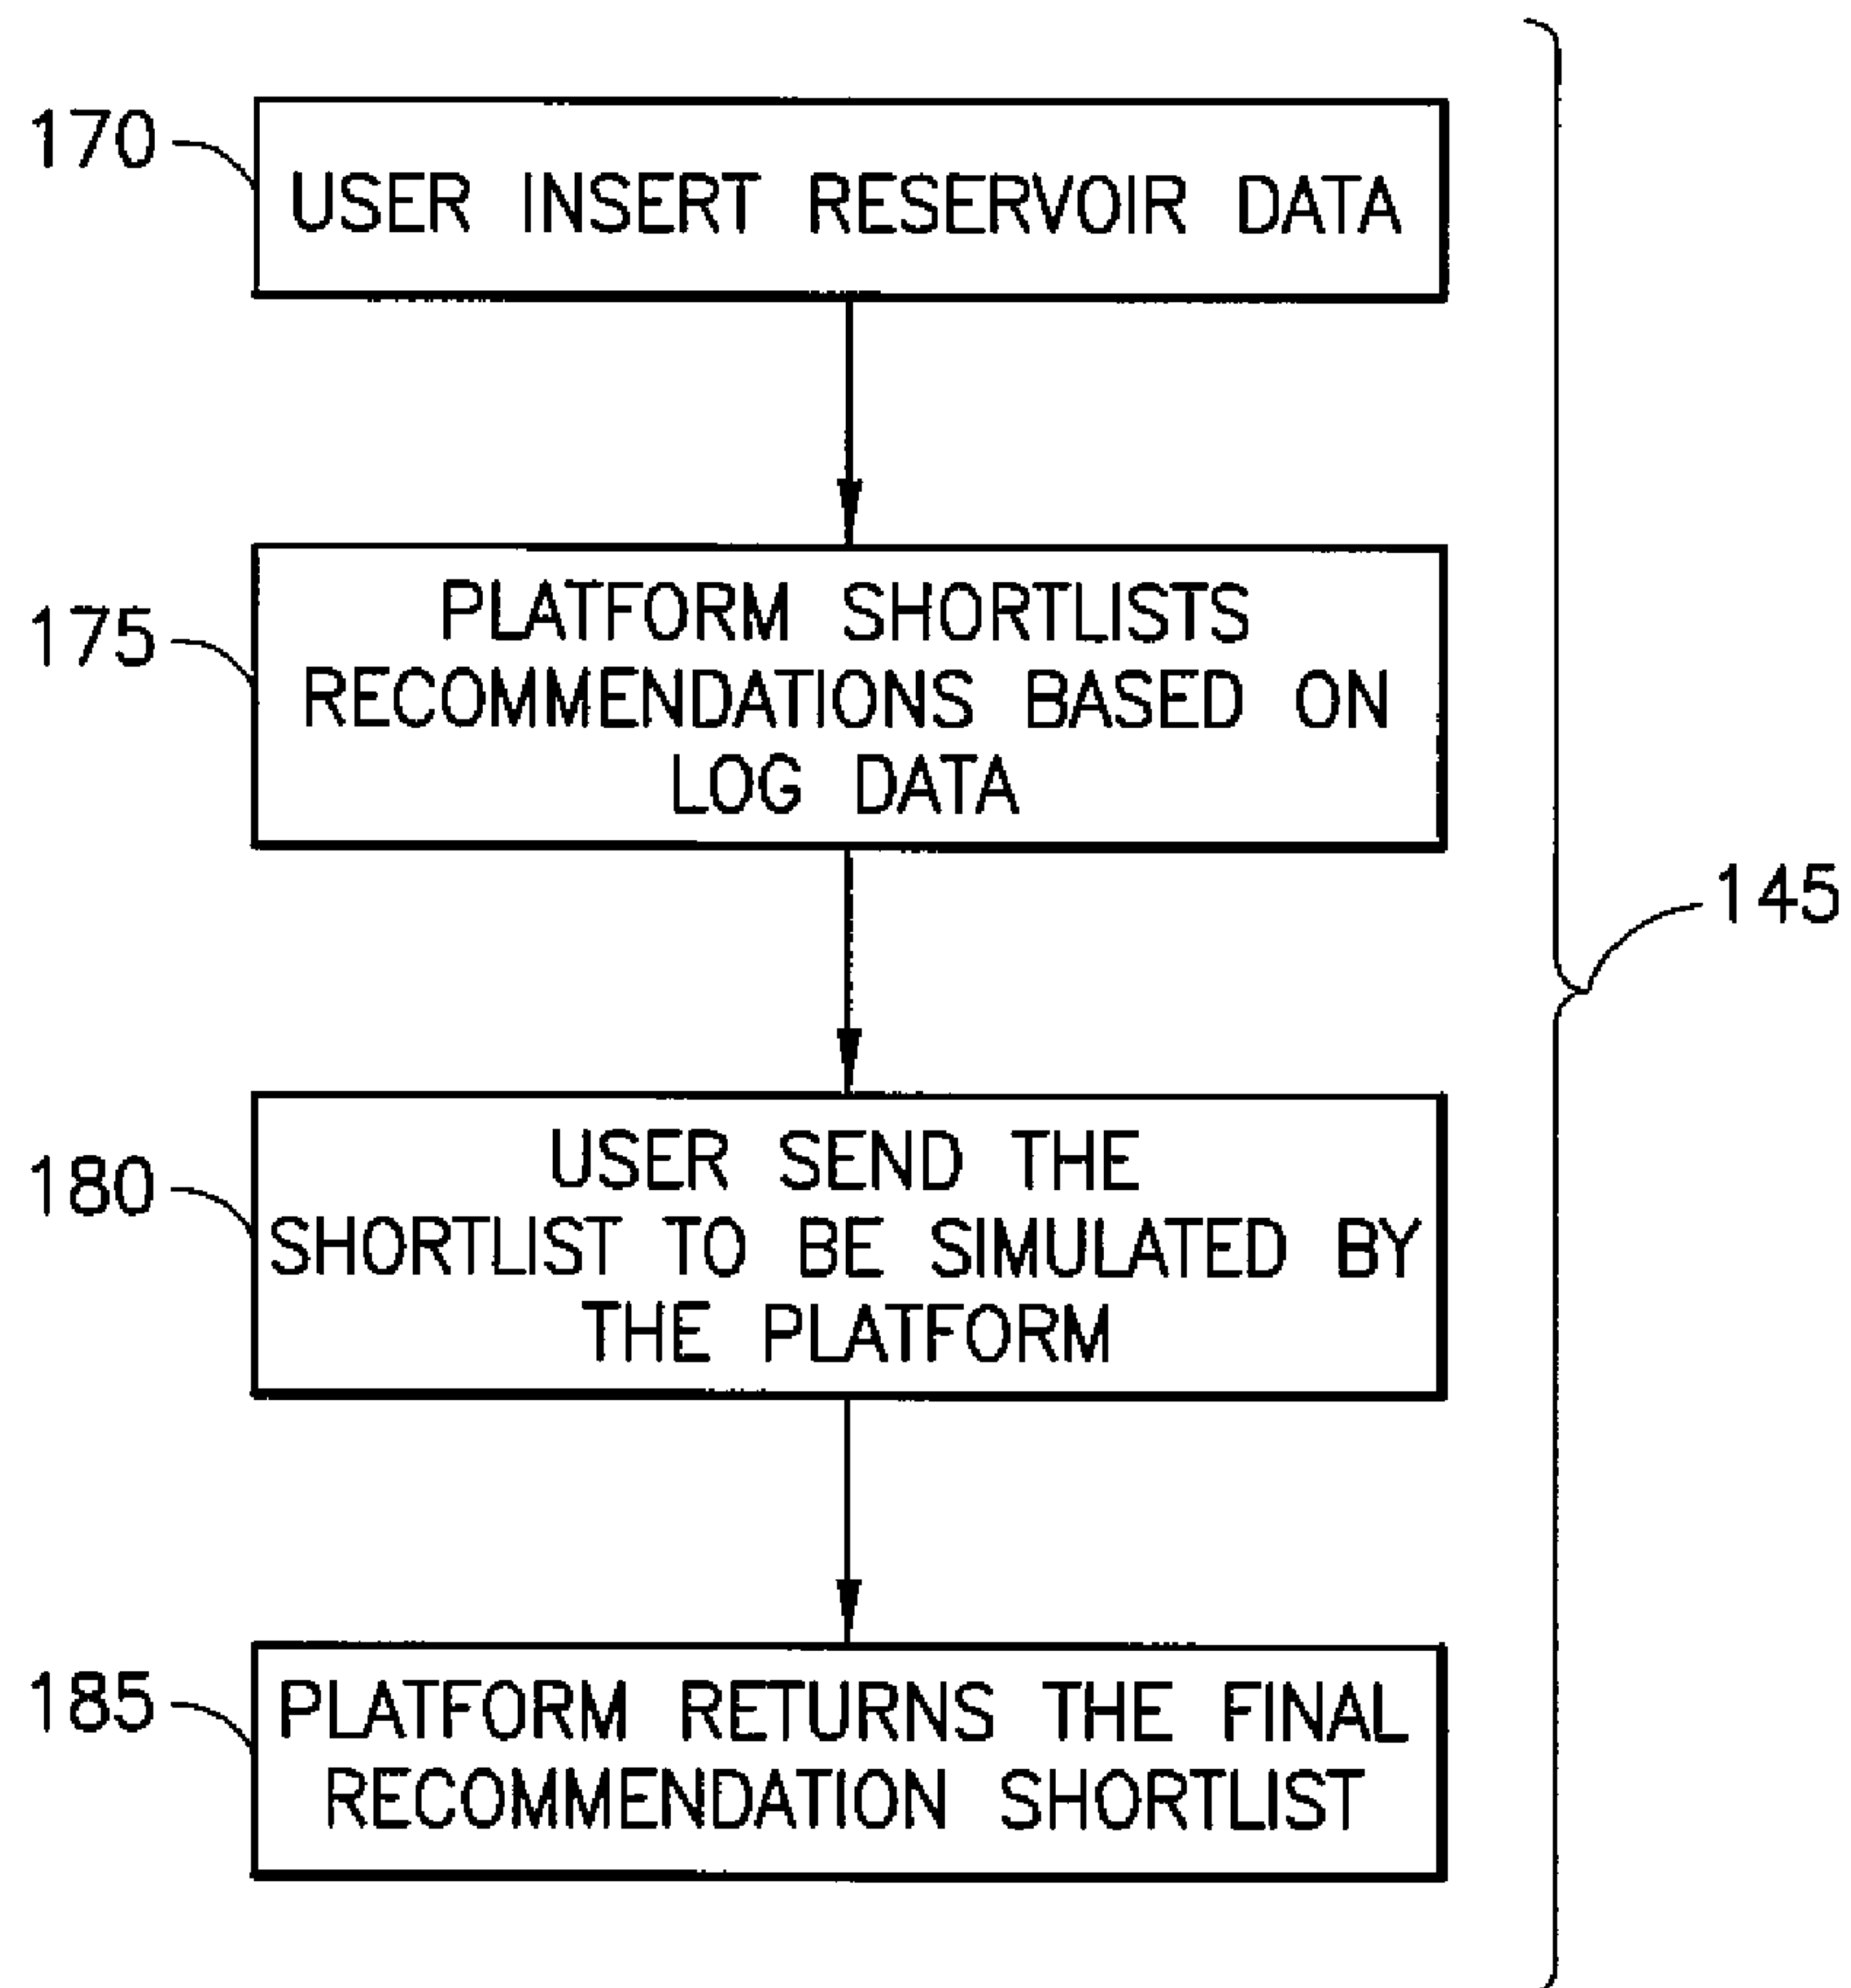 170
USER INSERT RESERVOIR DATA
175
PLATFORM SHORTLISTS
RECOMMENDATIONS BASED ON
LOG DATA
145
180
USER SEND THE
SHORTLIST TO BE SIMULATED BY
THE PLATFORM
185
PLATFORM RETURNS THE FINAL
RECOMMENDATION SHORTLIST